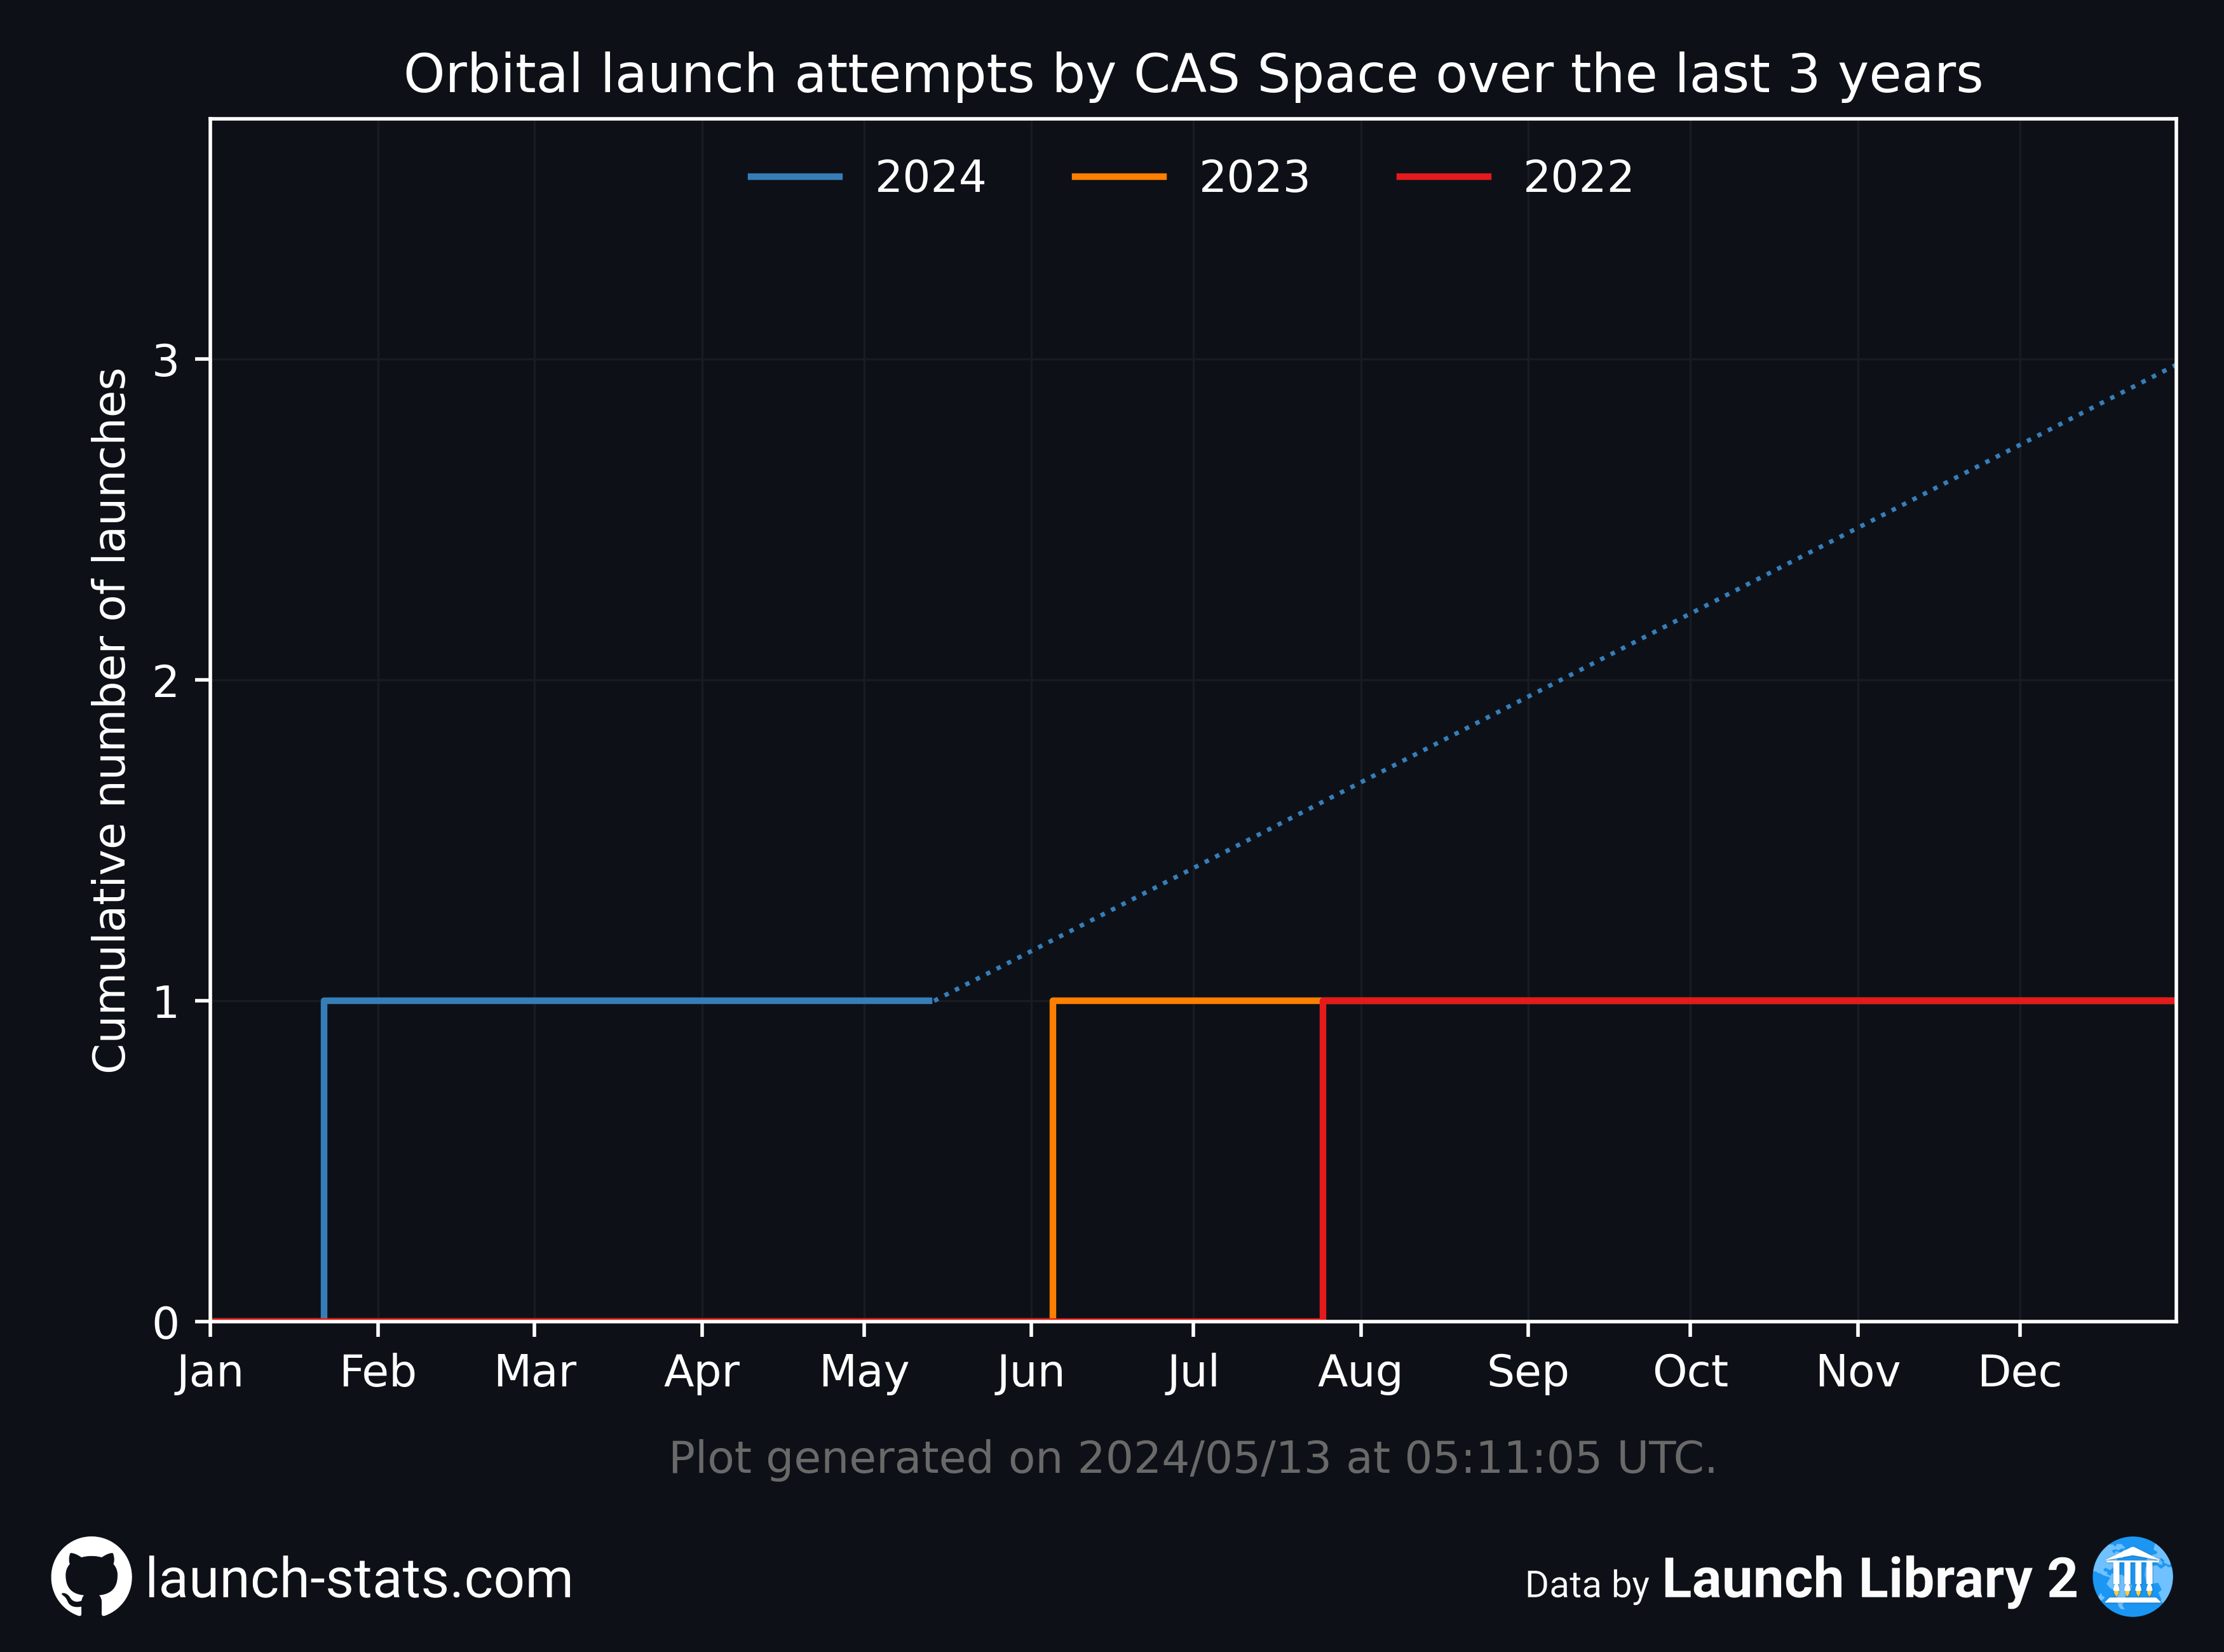 Orbital launch attempts by CAS Space over the last 3 years
2024 2023 2022
Cumulative number of launches
3
2
1
0
Jan Feb Mar Apr May Jun Jul Aug Sep Oct Nov Dec
Plot generated on 2024/05/13 at 05:11:05 UTC.
launch-stats.com
Data by Launch Library 2